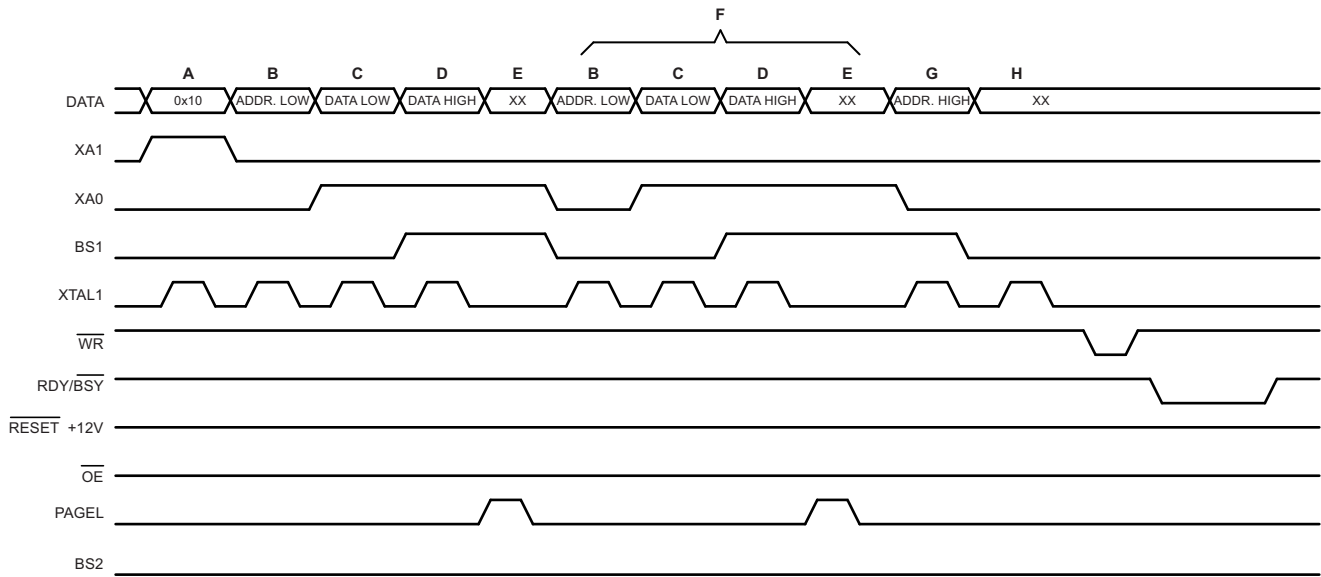 F
A B C D E B C D E G H
DATA 0x10 ADDR. LOW DATA LOW DATA HIGH XX ADDR. LOW DATA LOW DATA HIGH XX ADDR. HIGH XX
XA1
XA0
BS1
XTAL1
WR
RDY/BSY
RESET +12V
OE
PAGEL
BS2